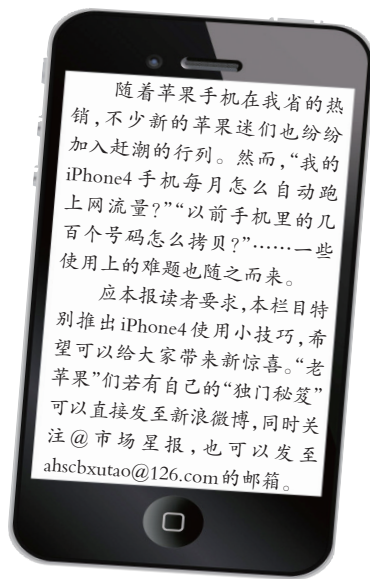 随着苹果手机在我省的热
销,不少新的苹果迷们也纷纷
加入赶潮的行列。然而,“我的
iPhone4手机每月怎么自动跑
上网流量?”“以前手机里的几
百个号码怎么拷贝?”……一些
使用上的难题也随之而来。
应本报读者要求,本栏目特
别推出iPhone4使用小技巧,希
望可以给大家带来新惊喜。“老
苹果”们若有自己的“独门秘笈”
可以直接发至新浪微博,同时关
注@市场星报,也可以发至
ahscbxutao@126.com的邮箱。